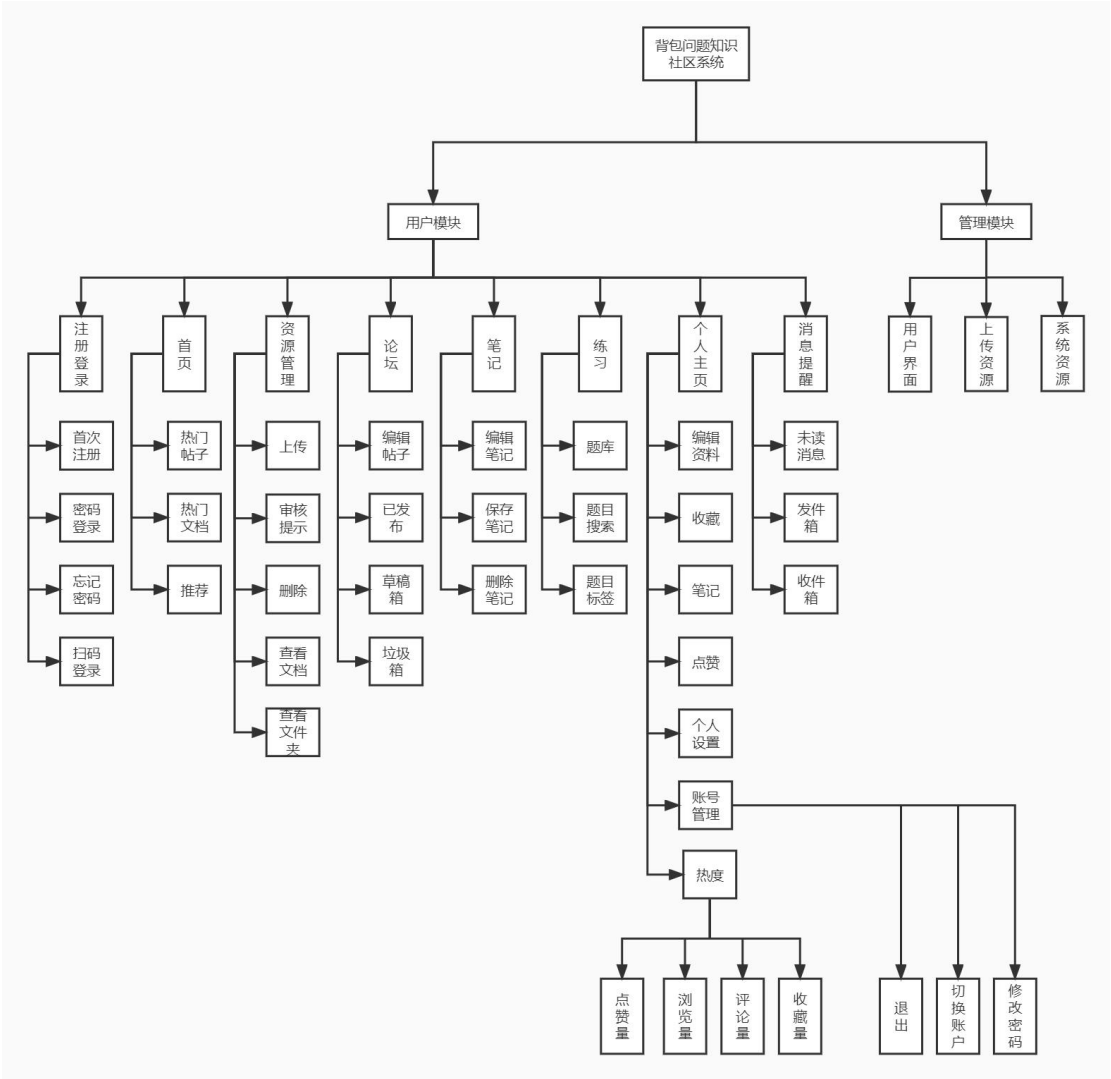 背包问题知识
社区系统
用户模块
管理模块
注册登录
首页
资源管理
论坛
笔记
练习
个人主页
消息提醒
用户界面
上传资源
系统资源
首次
注册
热门
帖子
上传
编辑
帖子
编辑
笔记
题库
编辑
资料
未读
消息
密码
登录
热门
文档
审核
提示
已发
布
保存
笔记
题目
搜索
收藏
发件
箱
忘记
密码
推荐
删除
草稿
箱
删除
笔记
题目
标签
笔记
收件
箱
扫码
登录
查看
文档
垃圾
箱
点赞
查看
文件
夹
个人
设置
账号
管理
热度
点赞量
浏览量
评论量
收藏量
退出
切换账户
修改密码